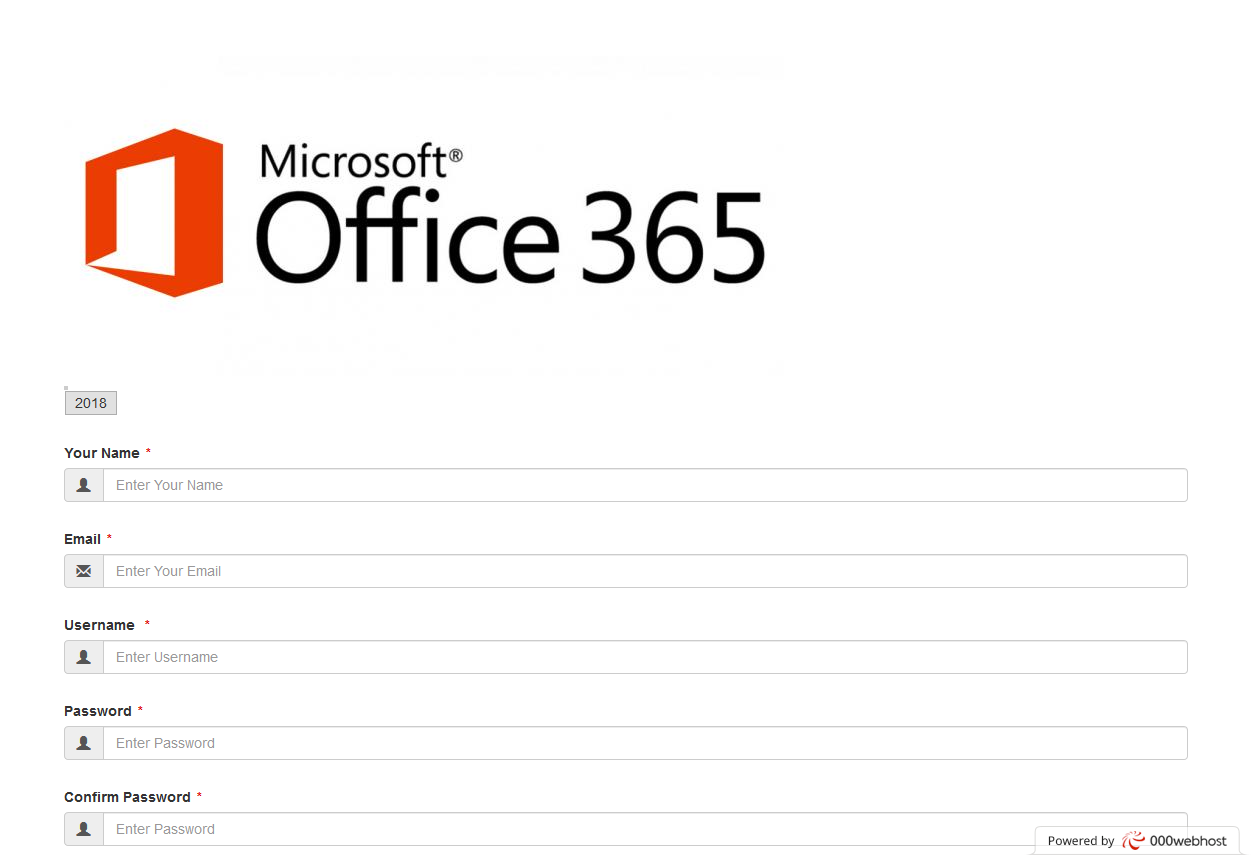 Microsoft®
Office 365
2018
Your Name *
Enter Your Name
Email *
Enter Your Email
Username *
Enter Username
Password *
Enter Password
Confirm Password *
Enter Password
Powered by 000webhost